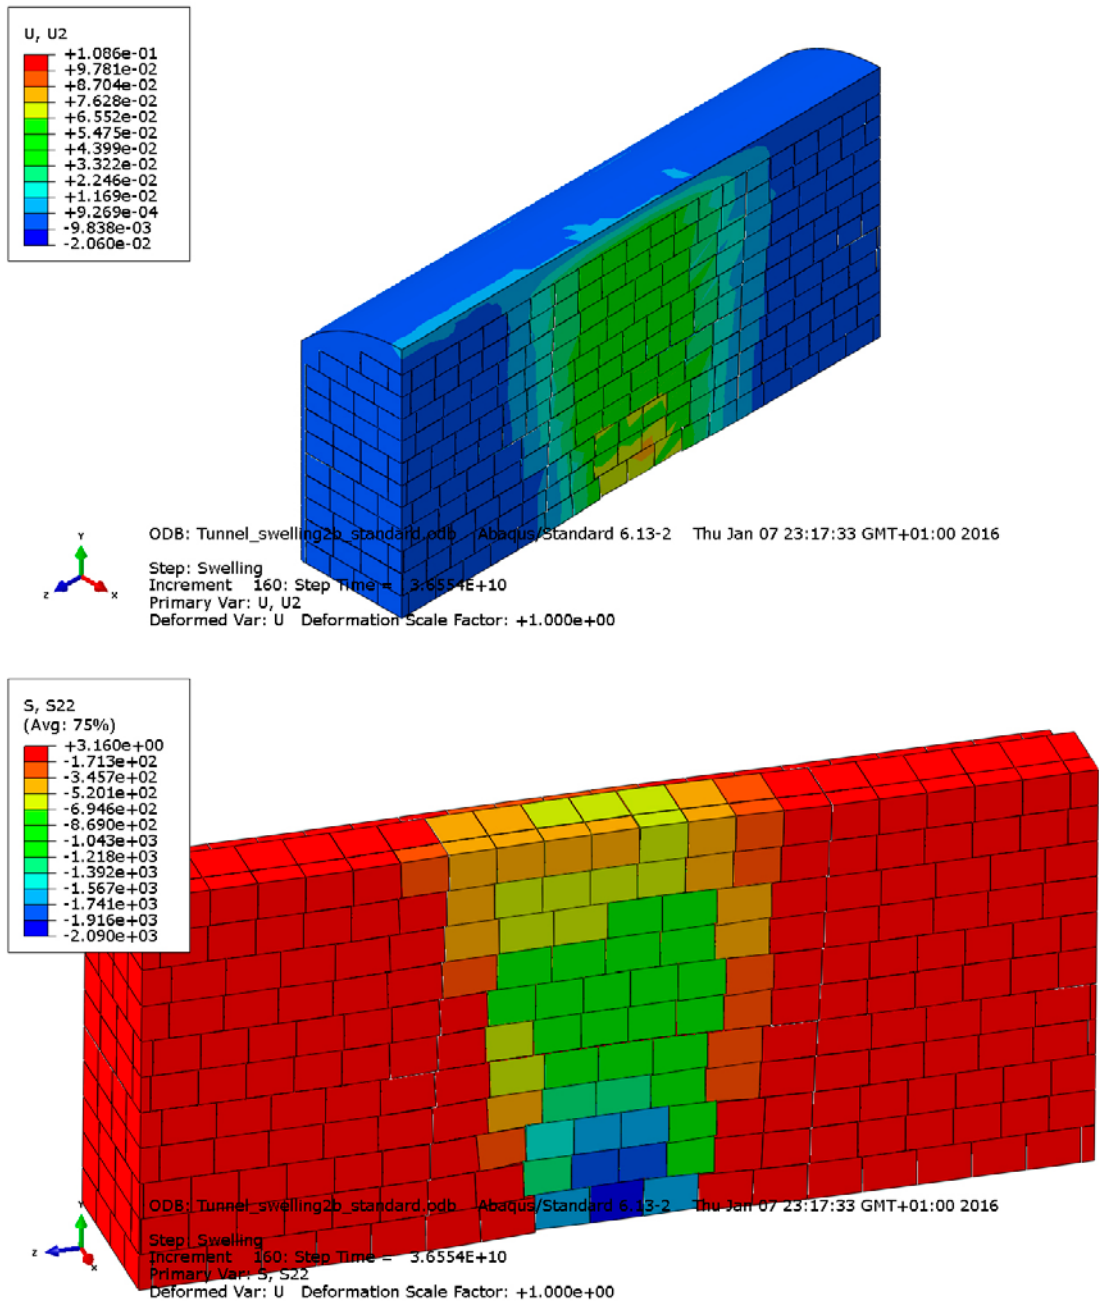 U, U2
+1.086e-01
+9.781e-02
+8.704e-02
+7.628e-02
+6.552e-02
+5.475e-02
+4.399e-02
+3.322e-02
+2.246e-02
+1.169e-02
+9.269e-04
-9.838e-03
-2.060e-02
Y
Z
X
ODB: Tunnel_swelling2b_standard.odb    Abaqus/Standard 6.13-2    Thu Jan 07 23:17:33 GMT+01:00 2016
Step: Swelling
Increment    160: Step Time =    3.6554E+10
Primary Var: U, U2
Deformed Var: U   Deformation Scale Factor: +1.000e+00
S, S22
(Avg: 75%)
+3.160e+00
-1.713e+02
-3.457e+02
-5.201e+02
-6.946e+02
-8.690e+02
-1.043e+03
-1.218e+03
-1.392e+03
-1.567e+03
-1.741e+03
-1.916e+03
-2.090e+03
Y
Z
X
ODB: Tunnel_swelling2b_standard.odb    Abaqus/Standard 6.13-2    Thu Jan 07 23:17:33 GMT+01:00 2016
Step: Swelling
Increment    160: Step Time =    3.6554E+10
Primary Var: S, S22
Deformed Var: U   Deformation Scale Factor: +1.000e+00